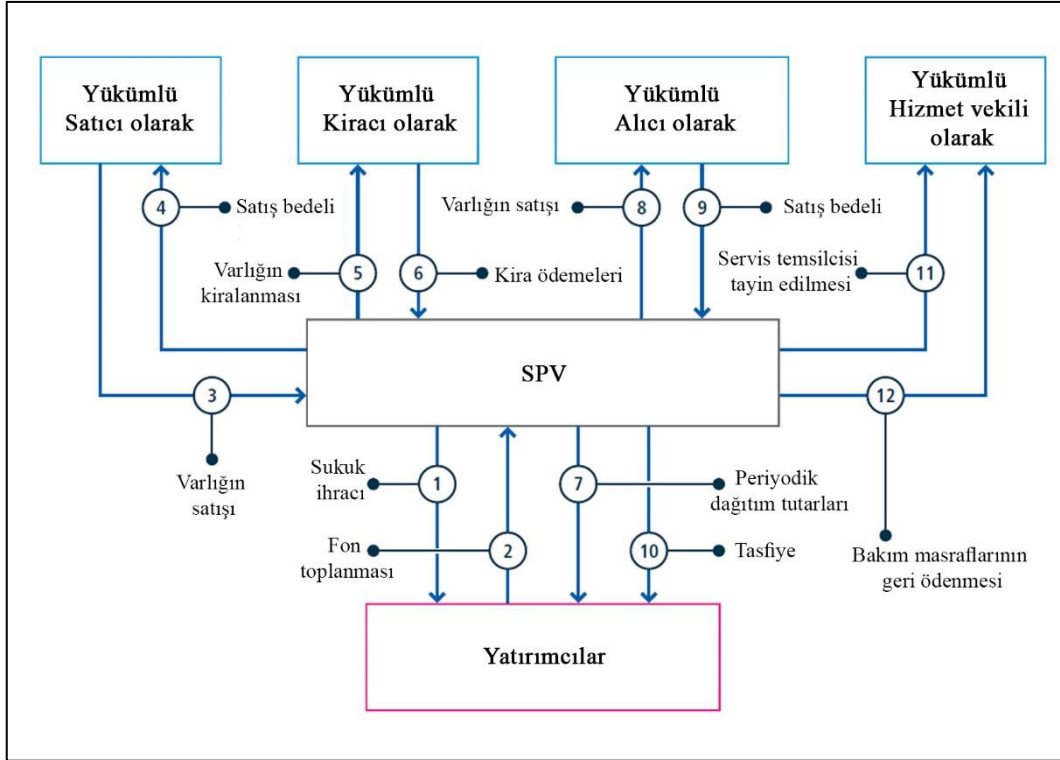 Yükümlü
Satıcı olarak
Yükümlü
Kiracı olarak
Yükümlü
Alıcı olarak
Yükümlü
Hizmet vekili
olarak
4
Satış bedeli
Varlığın
kiralanması
5
6
Kira ödemeleri
Varlığın satışı
8
9
Satış bedeli
Servis temsilcisi
tayin edilmesi
11
SPV
3
Varlığın
satışı
12
Bakım masraflarının
geri ödenmesi
Sukuk
ihracı
1
Fon
toplanması
2
7
Periyodik
dağıtım tutarları
10
Tasfiye
Yatırımcılar